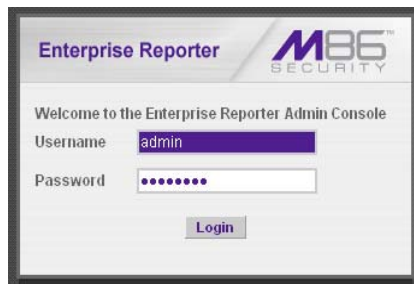 Enterprise Reporter
M86
SECURITY
Welcome to the Enterprise Reporter Admin Console
Username
admin
Password
••••••••
Login